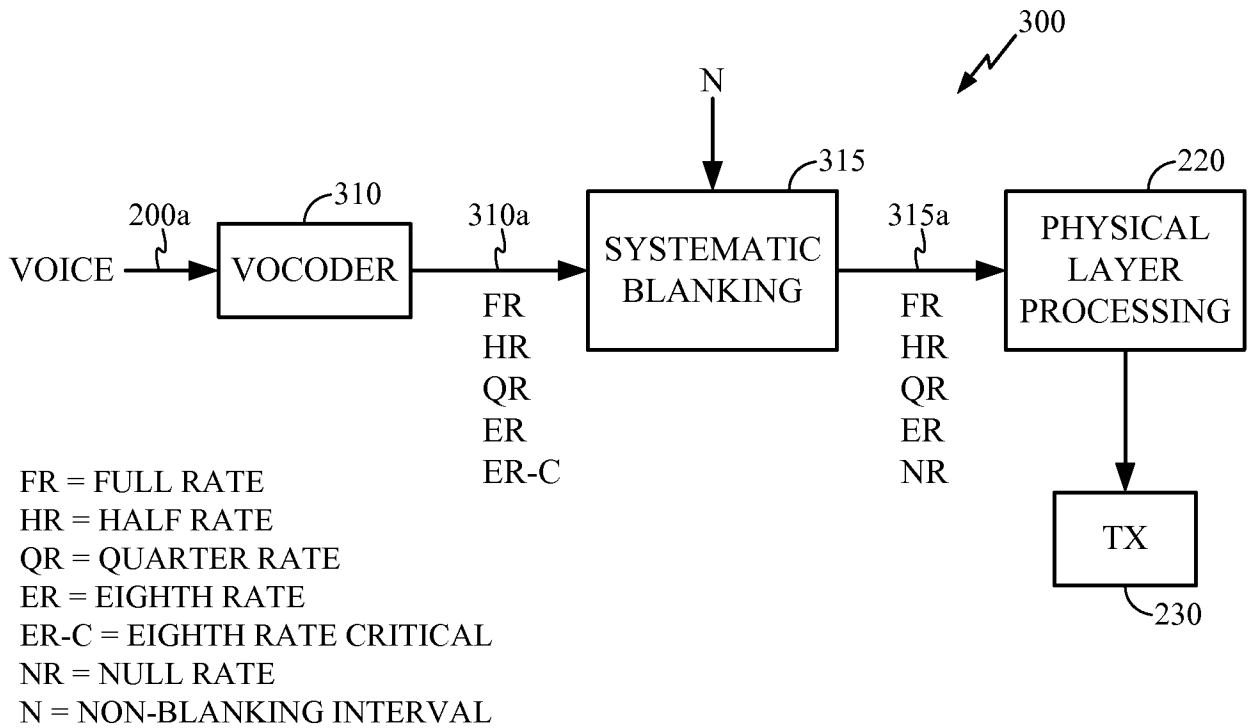 300
N
315
220
310
200a
310a
315a
VOICE
VOCODER
SYSTEMATIC
BLANKING
PHYSICAL
LAYER
PROCESSING
FR
HR
QR
ER
ER-C
FR
HR
QR
ER
NR
TX
230
FR = FULL RATE
HR = HALF RATE
QR = QUARTER RATE
ER = EIGHTH RATE
ER-C = EIGHTH RATE CRITICAL
NR = NULL RATE
N = NON-BLANKING INTERVAL